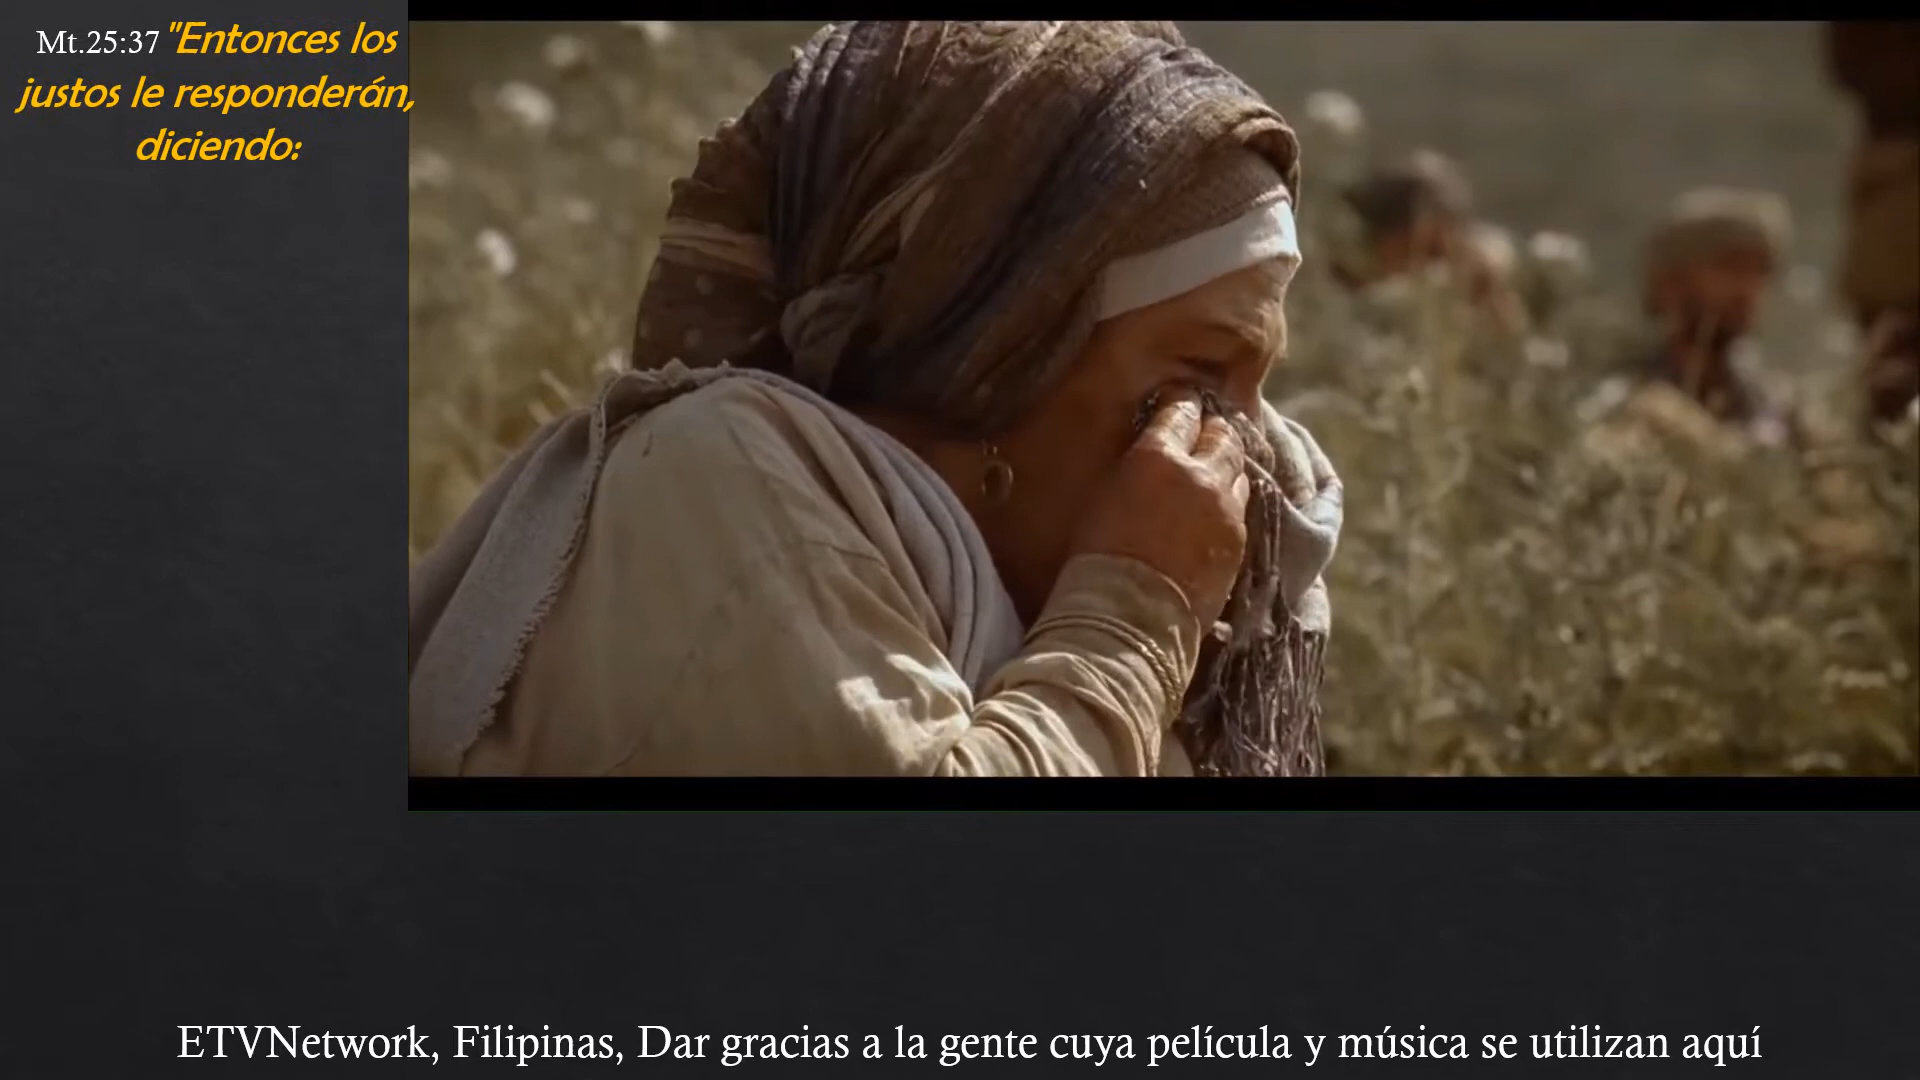 Mt.25:37 "Entonces los
justos le responderán,
diciendo:
ETVNetwork, Filipinas, Dar gracias a la gente cuya película y música se utilizan aquí